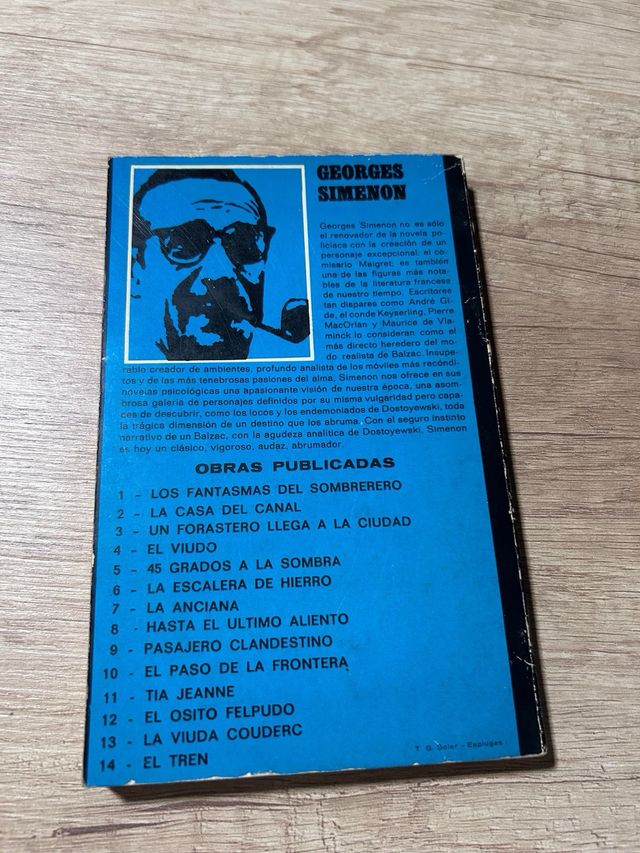 GEORGES
SIMENON
Georges Simenon no es sólo
el renovador de la novela po-
liciaca con la creación de un
personaje excepcional: el co-
misario Maigret; es también
una de las figuras más nota-
bles de la literatura francesa
de nuestro tiempo. Escritores
tan dispares como André Gi-
de, el conde Keyserling, Pierre
MacOrlan y Maurice de Vla-
minck lo consideran como el
más directo heredero del mo-
do realista de Balzac. Insupe-
rable creador de ambientes, profundo analista de los móviles más recóndi-
tos y de las más tenebrosas pasiones del alma, Simenon nos ofrece en sus
novelas psicológicas una apasionante visión de nuestra época, una asom-
brosa galería de personajes definidos por su misma vulgaridad pero capa-
ces de descubrir, como los locos y los endemoniados de Dostoyewski, toda
la trágica dimensión de un destino que los abruma. Con el seguro instinto
narrativo de un Balzac, con la agudeza analítica de Dostoyewski, Simenon
es hoy un clásico, vigoroso, audaz, abrumador.
OBRAS PUBLICADAS
1 - LOS FANTASMAS DEL SOMBRERERO
2 - LA CASA DEL CANAL
3 - UN FORASTERO LLEGA A LA CIUDAD
4 - EL VIUDO
5 - 45 GRADOS A LA SOMBRA
6 - LA ESCALERA DE HIERRO
7 - LA ANCIANA
8 - HASTA EL ULTIMO ALIENTO
9 - PASAJERO CLANDESTINO
10 - EL PASO DE LA FRONTERA
11 - TIA JEANNE
12 - EL OSITO FELPUDO
13 - LA VIUDA COUDERC
14 - EL TREN
T. G. Soler - Esplugas